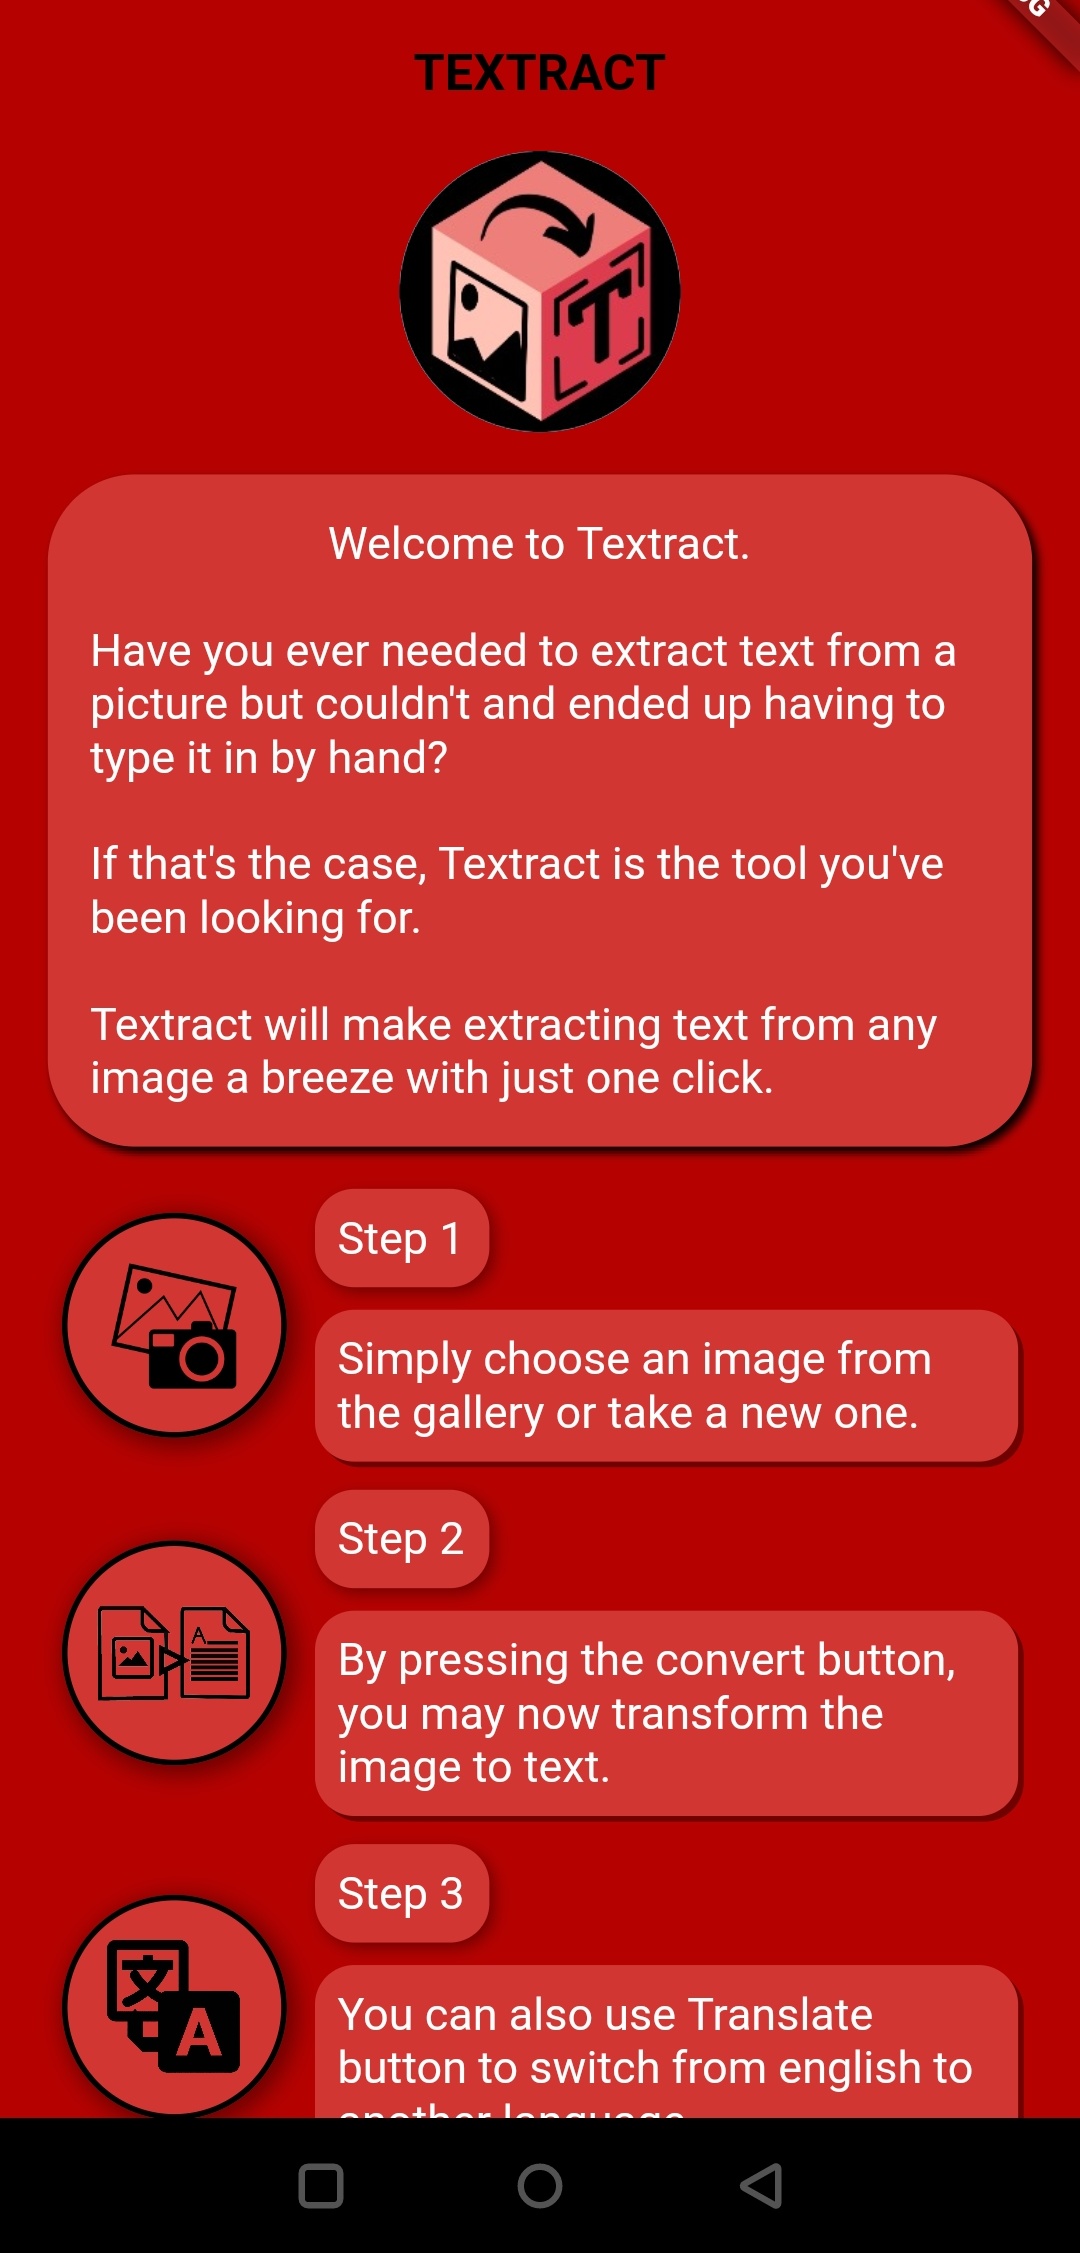 TEXTRACT
T
Welcome to Textract.
Have you ever needed to extract text from a
picture but couldn't and ended up having to
type it in by hand?
If that's the case, Textract is the tool you've
been looking for.
Textract will make extracting text from any
image a breeze with just one click.
Step 1
Simply choose an image from
the gallery or take a new one.
Step 2
A
By pressing the convert button,
you may now transform the
image to text.
Step 3
文
A
You can also use Translate
button to switch from english to
another language